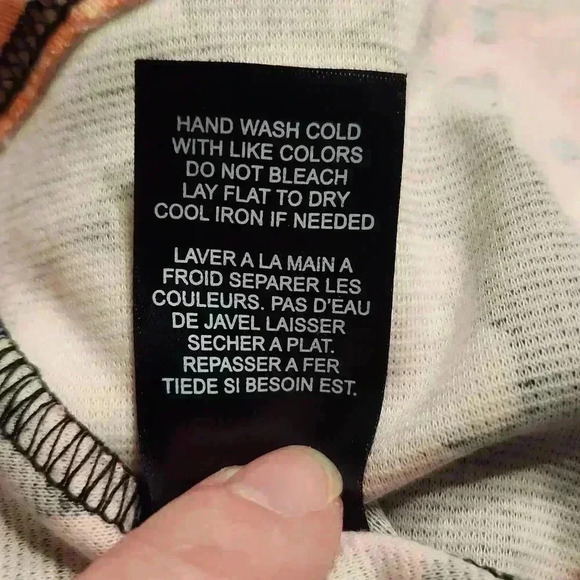 HAND WASH COLD
WITH LIKE COLORS
DO NOT BLEACH
LAY FLAT TO DRY
COOL IRON IF NEEDED
LAVER A LA MAIN A
FROID SEPARER LES
COULEURS. PAS D'EAU
DE JAVEL LAISSER
SECHER A PLAT.
REPASSER A FER
TIEDE SI BESOIN EST.